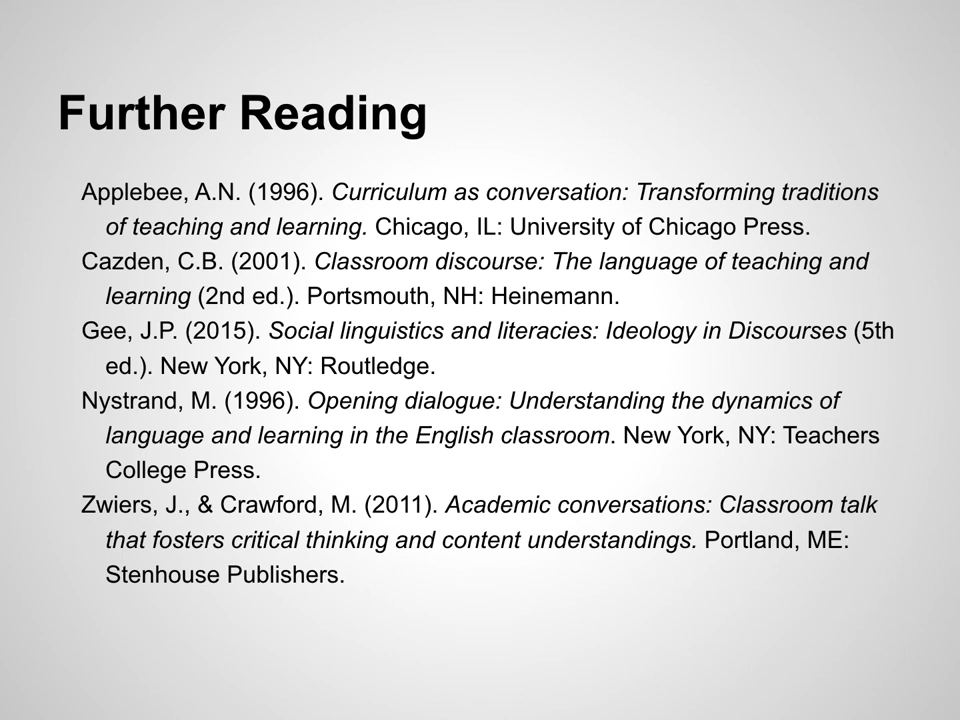 Further Reading
Applebee, A.N. (1996). Curriculum as conversation: Transforming traditions
of teaching and learning. Chicago, IL: University of Chicago Press.
Cazden, C.B. (2001). Classroom discourse: The language of teaching and
learning (2nd ed.). Portsmouth, NH: Heinemann.
Gee, J.P. (2015). Social linguistics and literacies: Ideology in Discourses (5th
ed.). New York, NY: Routledge.
Nystrand, M. (1996). Opening dialogue: Understanding the dynamics of
language and learning in the English classroom. New York, NY: Teachers
College Press.
Zwiers, J., & Crawford, M. (2011). Academic conversations: Classroom talk
that fosters critical thinking and content understandings. Portland, ME:
Stenhouse Publishers.